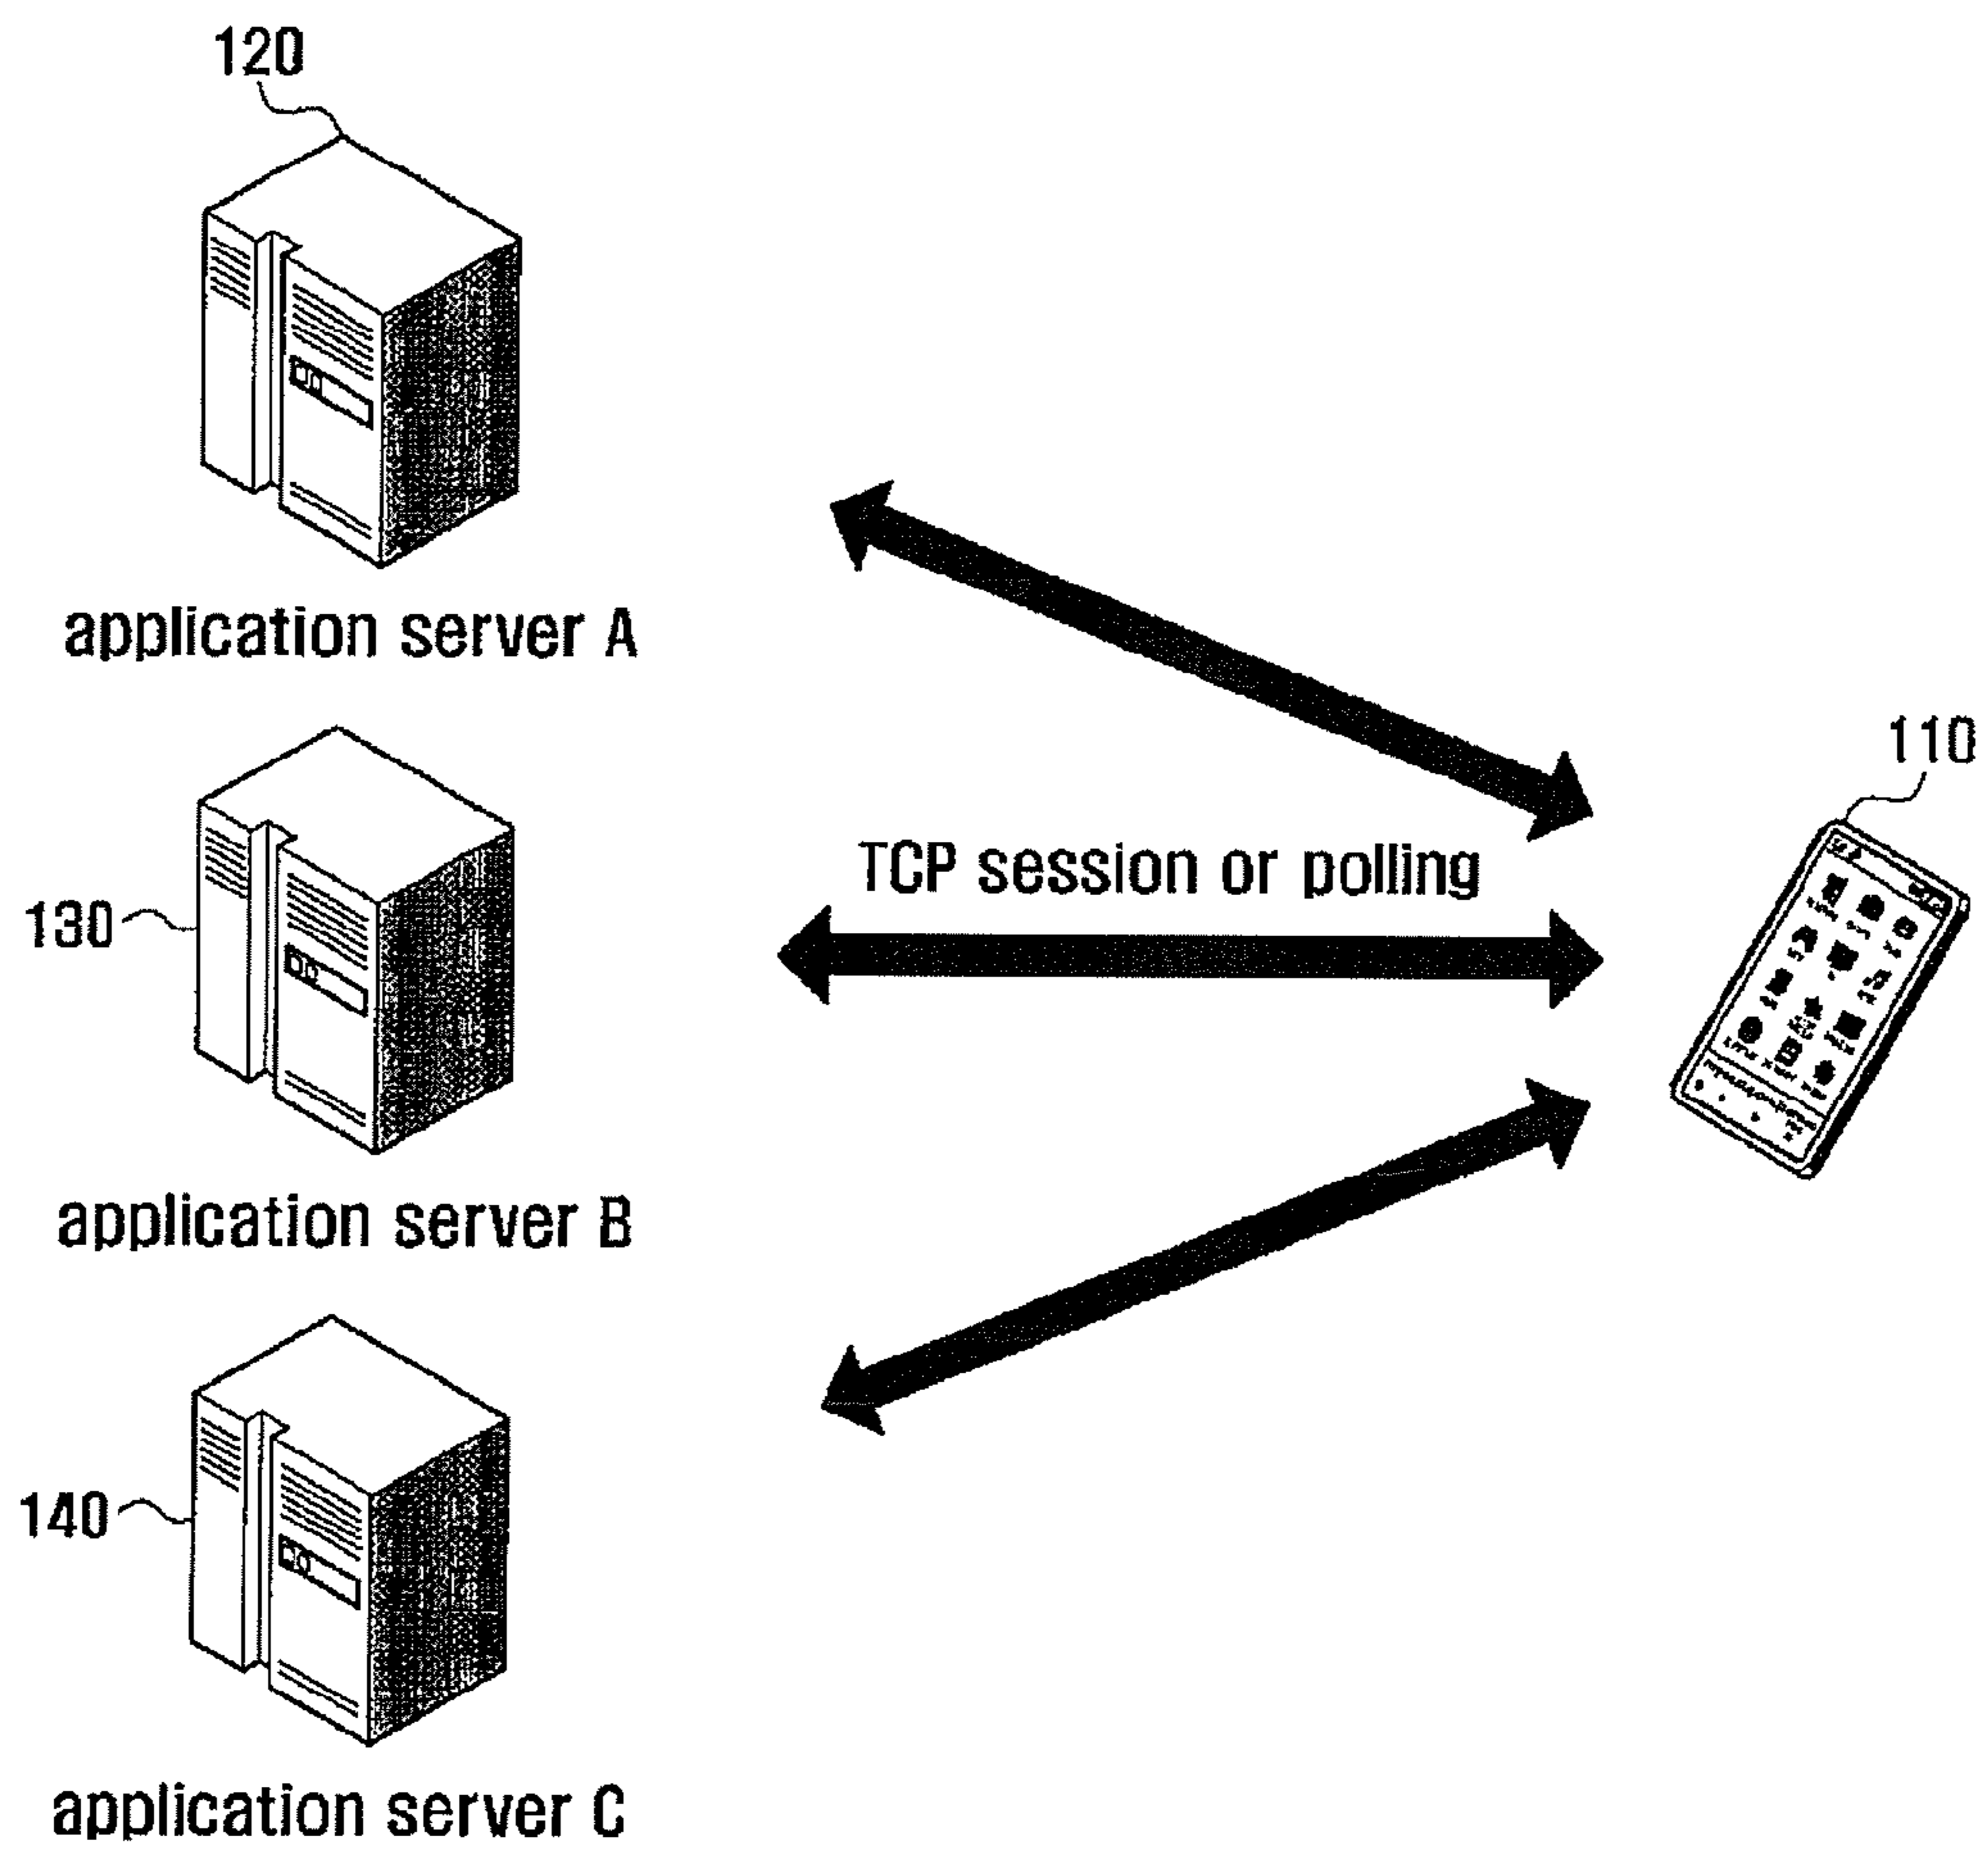 120
application server A
110
TCP session or polling
130
application server B
140
application server C